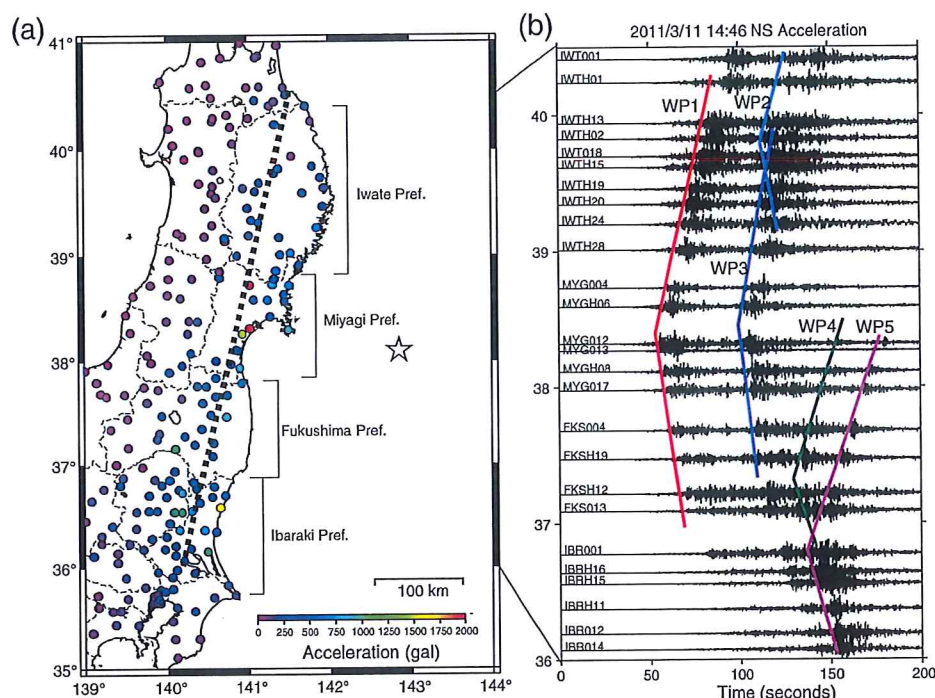 (a)
41°
40°
39°
38°
37°
36°
35°
139°
140°
141°
142°
143°
144°
Iwate Pref.
Miyagi Pref.
Fukushima Pref.
Ibaraki Pref.
100 km
0 250 500 750 1000 1250 1500 1750 2000
Acceleration (gal)
(b)
2011/3/11 14:46 NS Acceleration
IWT001
IWTH01
WP1
WP2
40
IWTH13
IWTH02
IWT018
IWTH15
IWTH19
IWTH20
IWTH24
39
IWTH28
WP3
MYG004
MYGH06
WP4
WP5
MYG012
MYG013
MYGH08
38
MYG017
FKS004
FKSH19
FKSH12
FKS013
37
IBR001
IBRH16
IBRH15
IBRH11
IBR012
IBR014
36
0 50 100 150 200
Time (seconds)